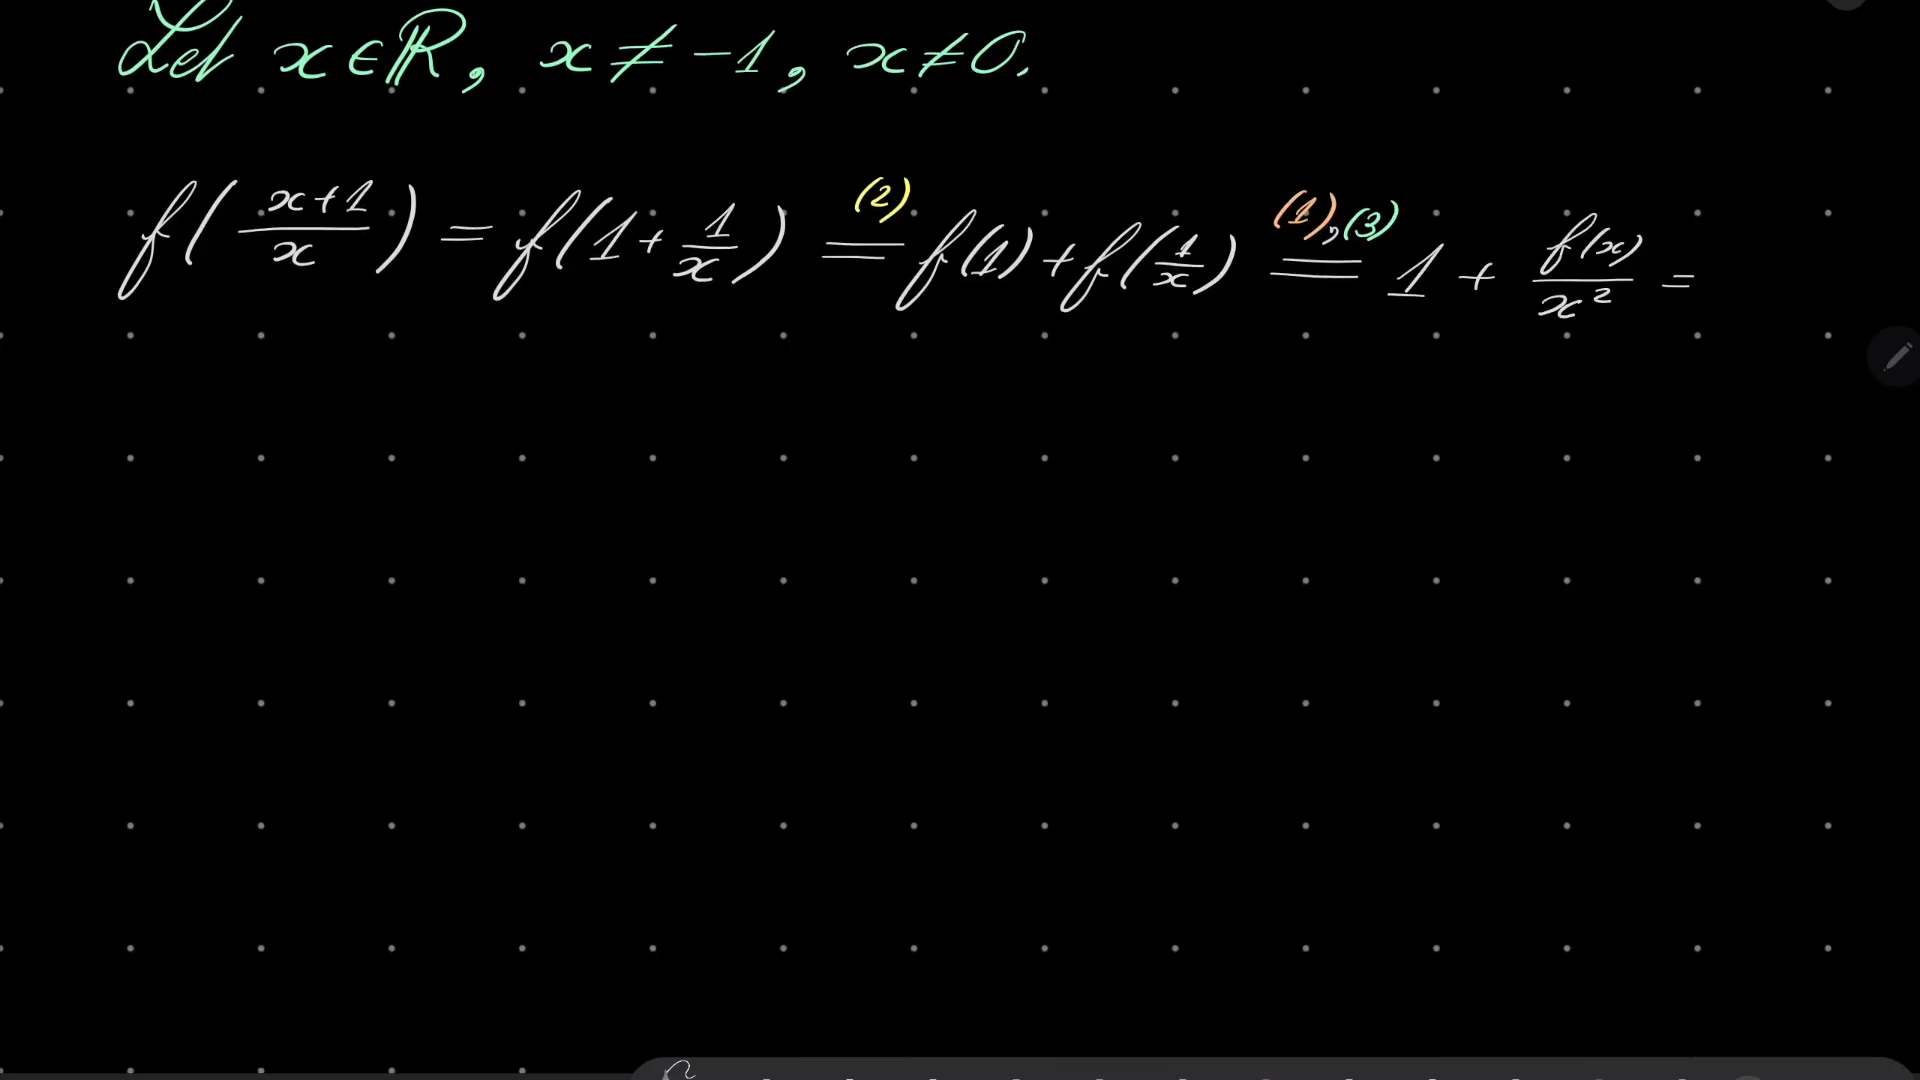 Let x ∈ ℝ, x ≠ -1, x ≠ 0.
f((x+1)/x) = f(1 + 1/x) =(2) f(1) + f(1/x) =(1),(3) 1 + f(x)/x² =